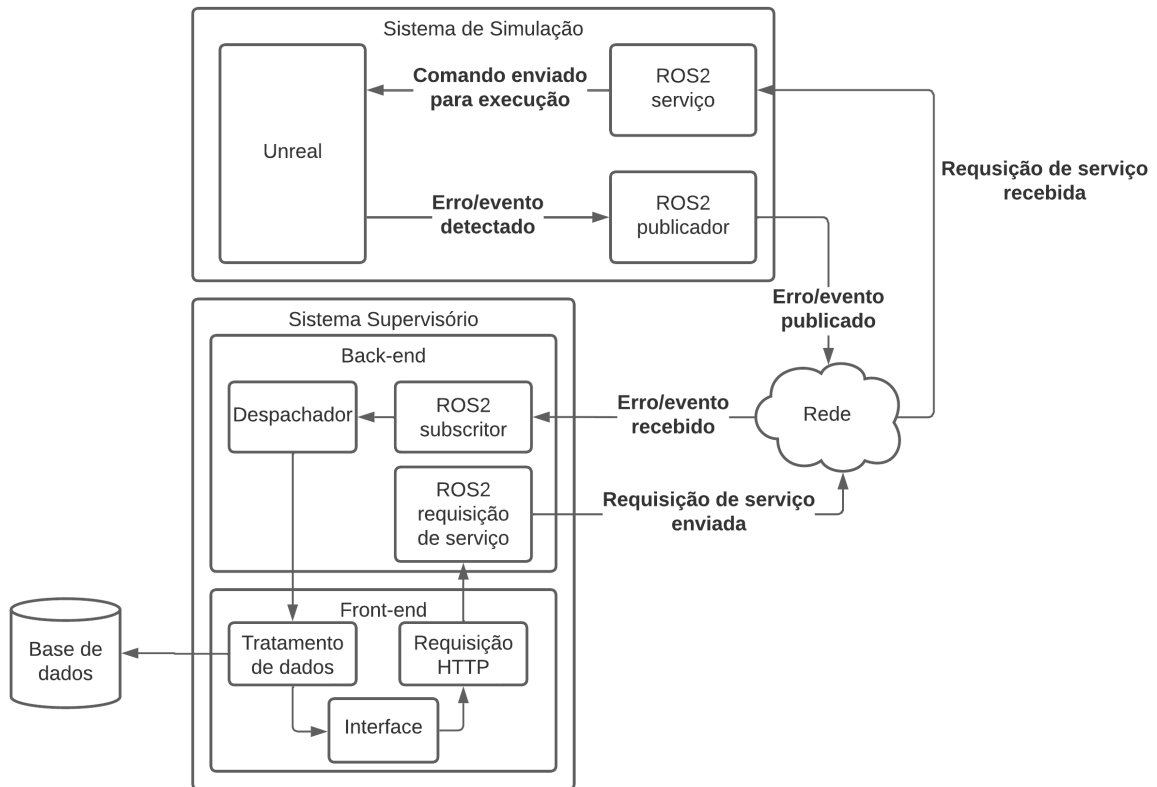 Sistema de Simulação
Unreal
Comando enviado
para execução
ROS2
serviço
Erro/evento
detectado
ROS2
publicador
Requsição de serviço
recebida
Erro/evento
publicado
Rede
Sistema Supervisório
Back-end
Despachador
ROS2
subscritor
Erro/evento
recebido
ROS2
requisição
de serviço
Requisição de serviço
enviada
Front-end
Tratamento
de dados
Requisição
HTTP
Interface
Base de
dados